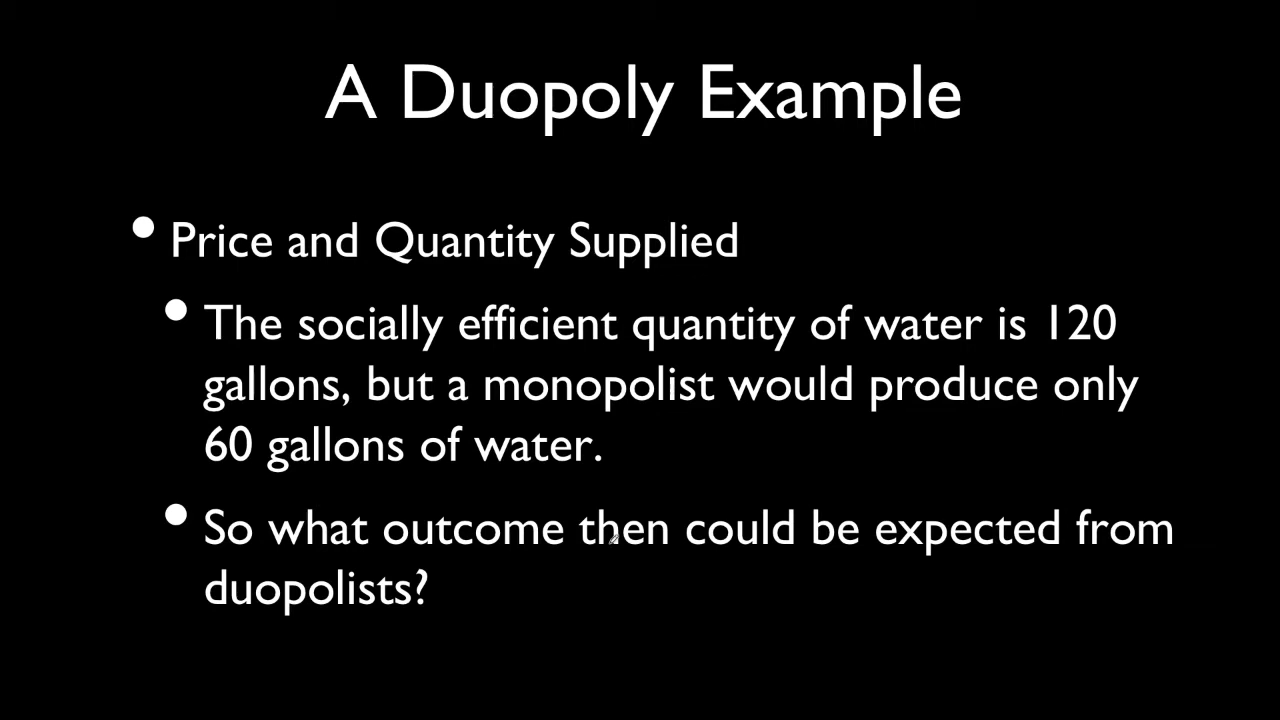 A Duopoly Example
• Price and Quantity Supplied
• The socially efficient quantity of water is 120
gallons, but a monopolist would produce only
60 gallons of water.
• So what outcome then could be expected from
duopolists?